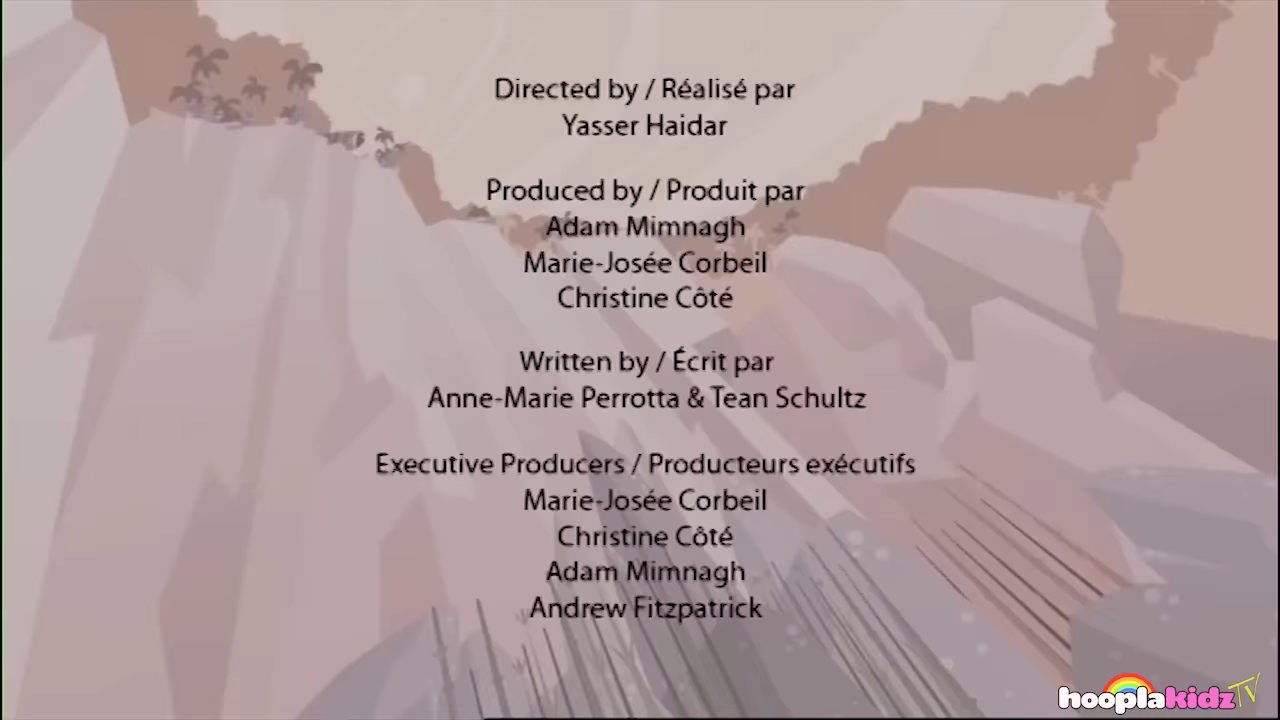 Directed by / Réalisé par
Yasser Haidar
Produced by / Produit par
Adam Mimnagh
Marie-Josée Corbeil
Christine Côté
Written by / Écrit par
Anne-Marie Perrotta & Tean Schultz
Executive Producers / Producteurs exécutifs
Marie-Josée Corbeil
Christine Côté
Adam Mimnagh
Andrew Fitzpatrick
hooplakidz TV